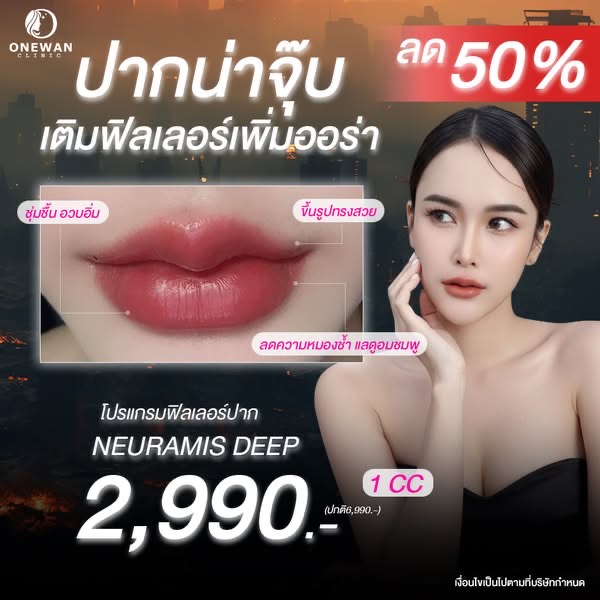 ONEWAN
CLINIC
ปากน่าจุ๊บ
ลด 50%
เติมฟิลเลอร์เพิ่มออร่า
ชุ่มชื้น อวบอิ่ม
ขึ้นรูปทรงสวย
ลดความหมองช้ำ แลดูอมชมพู
โปรแกรมฟิลเลอร์ปาก
NEURAMIS DEEP
1 CC
2,990.-
(ปกติ6,990.-)
เงื่อนไขเป็นไปตามที่บริษัทกำหนด